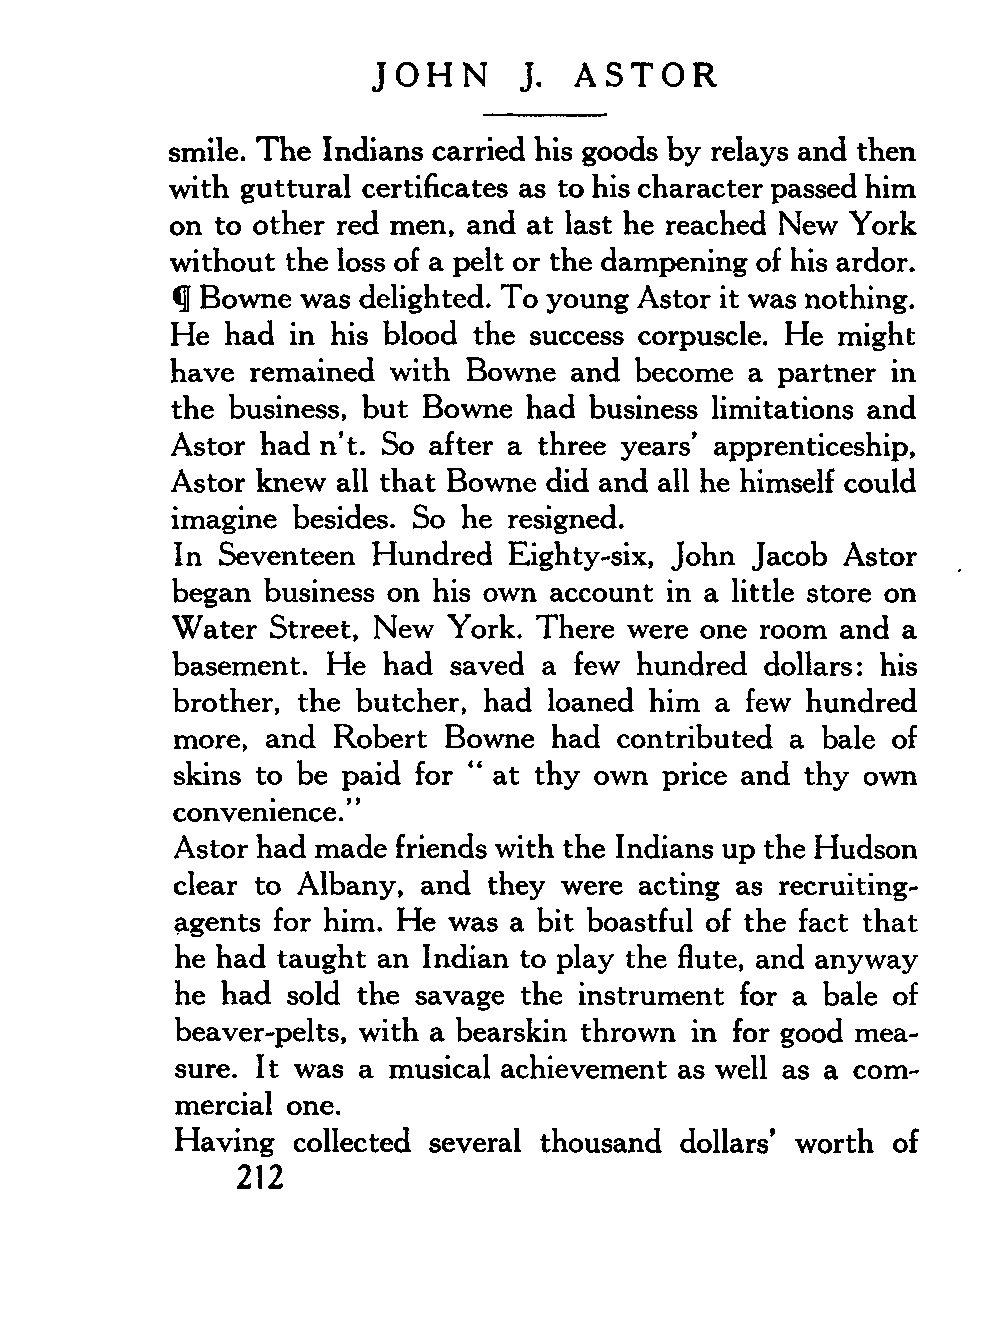 JOHN J. ASTOR
smile. The Indians carried his goods by relays and then
with guttural certificates as to his character passed him
on to other red men, and at last he reached New York
without the loss of a pelt or the dampening of his ardor.
¶ Bowne was delighted. To young Astor it was nothing.
He had in his blood the success corpuscle. He might
have remained with Bowne and become a partner in
the business, but Bowne had business limitations and
Astor had n't. So after a three years' apprenticeship,
Astor knew all that Bowne did and all he himself could
imagine besides. So he resigned.
In Seventeen Hundred Eighty-six, John Jacob Astor
began business on his own account in a little store on
Water Street, New York. There were one room and a
basement. He had saved a few hundred dollars: his
brother, the butcher, had loaned him a few hundred
more, and Robert Bowne had contributed a bale of
skins to be paid for " at thy own price and thy own
convenience."
Astor had made friends with the Indians up the Hudson
clear to Albany, and they were acting as recruiting-
agents for him. He was a bit boastful of the fact that
he had taught an Indian to play the flute, and anyway
he had sold the savage the instrument for a bale of
beaver-pelts, with a bearskin thrown in for good mea-
sure. It was a musical achievement as well as a com-
mercial one.
Having collected several thousand dollars' worth of
212